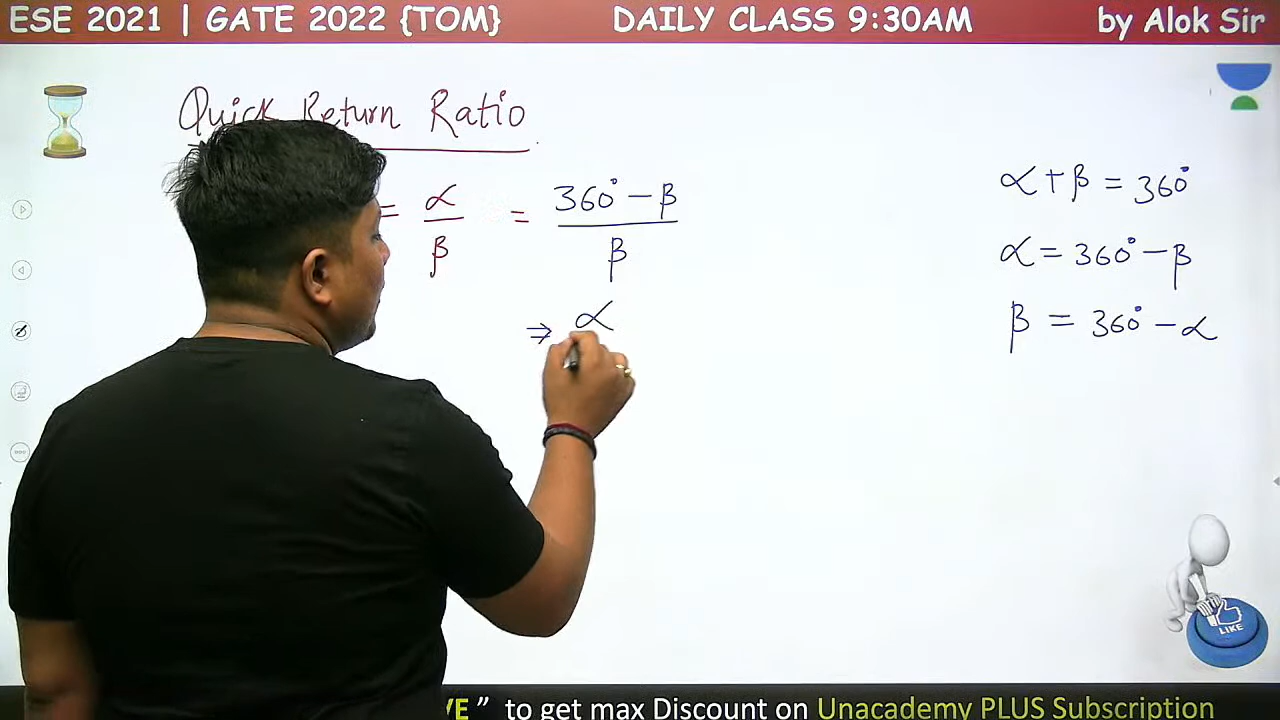 ESE 2021 | GATE 2022 {TOM} DAILY CLASS 9:30AM by Alok Sir
Quick Return Ratio
= α/β = (360° − β)/β
⇒ α
α + β = 360°
α = 360° − β
β = 360° − α
LIKE
VE ” to get max Discount on Unacademy PLUS Subscription